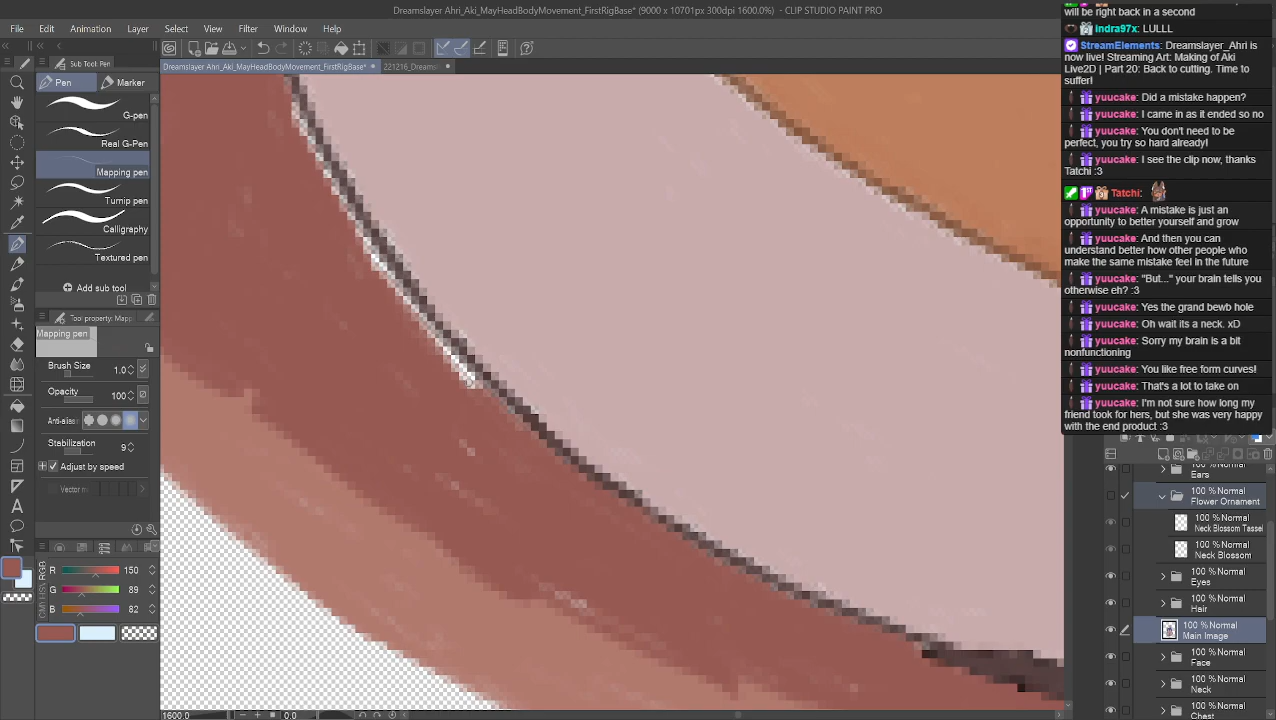 Dreamslayer Ahri_Aki_MayHeadBodyMovement_FirstRigBase* (9000 x 10701px 300dpi 1600.0%) - CLIP STUDIO PAINT PRO
File Edit Animation Layer Select View Filter Window Help
Sub Tool Pen
Dreamslayer Ahri_Aki_MayHeadBodyMovement_FirstRigBase*
221216_Dreams
Pen
Marker
G-pen
Real G-Pen
Mapping pen
Turnip pen
Calligraphy
Textured pen
Add sub tool
Tool property: Mapp
Mapping pen
Brush Size 1.0
Opacity 100
Anti-alias
Stabilization 9
Adjust by speed
Vector m
R 150
G 89
B 82
1600.0
0.0
will be right back in a second
indra97x: LULLL
StreamElements: Dreamslayer_Ahri is
now live! Streaming Art: Making of Aki
Live2D | Part 20: Back to cutting. Time to
suffer!
yuucake: Did a mistake happen?
yuucake: I came in as it ended so no
yuucake: You don't need to be
perfect, you try so hard already!
yuucake: I see the clip now, thanks
Tatchi :3
Tatchi:
yuucake: A mistake is just an
opportunity to better yourself and grow
yuucake: And then you can
understand better how other people who
make the same mistake feel in the future
yuucake: "But..." your brain tells you
otherwise eh? :3
yuucake: Yes the grand bewb hole
yuucake: Oh wait its a neck. xD
yuucake: Sorry my brain is a bit
nonfunctioning
yuucake: You like free form curves!
yuucake: That's a lot to take on
yuucake: I'm not sure how long my
friend took for hers, but she was very happy
with the end product :3
100 %Normal
Ears
100 %Normal
Flower Ornament
100 %Normal
Neck Blossom Tassel
100 %Normal
Neck Blossom
100 %Normal
Eyes
100 %Normal
Hair
100 %Normal
Main Image
100 %Normal
Face
100 %Normal
Neck
100 %Normal
Chest